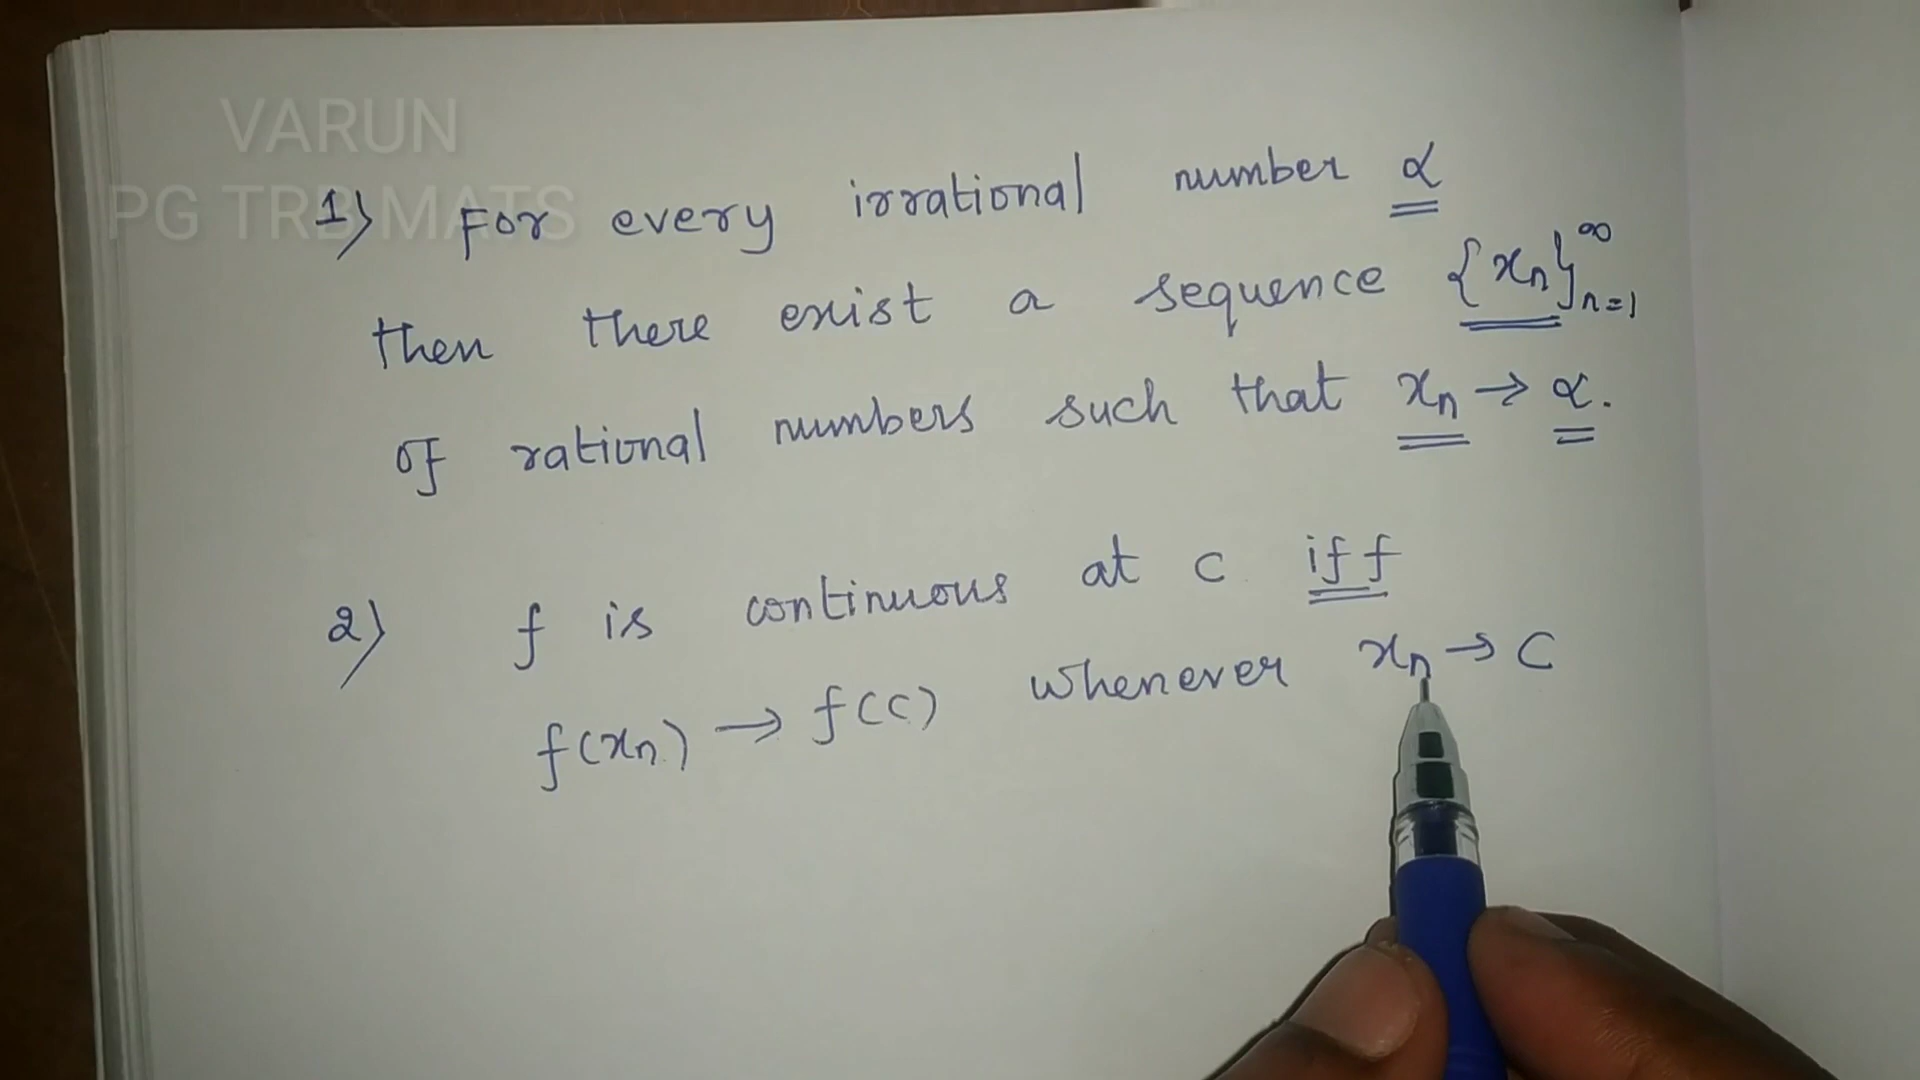 VARUN
PG TRB MATS
1) For every irrational number α
then there exist a sequence {xn}∞n=1
of rational numbers such that xn → α.
2) f is continuous at c iff
f(xn) → f(c) whenever xn → c